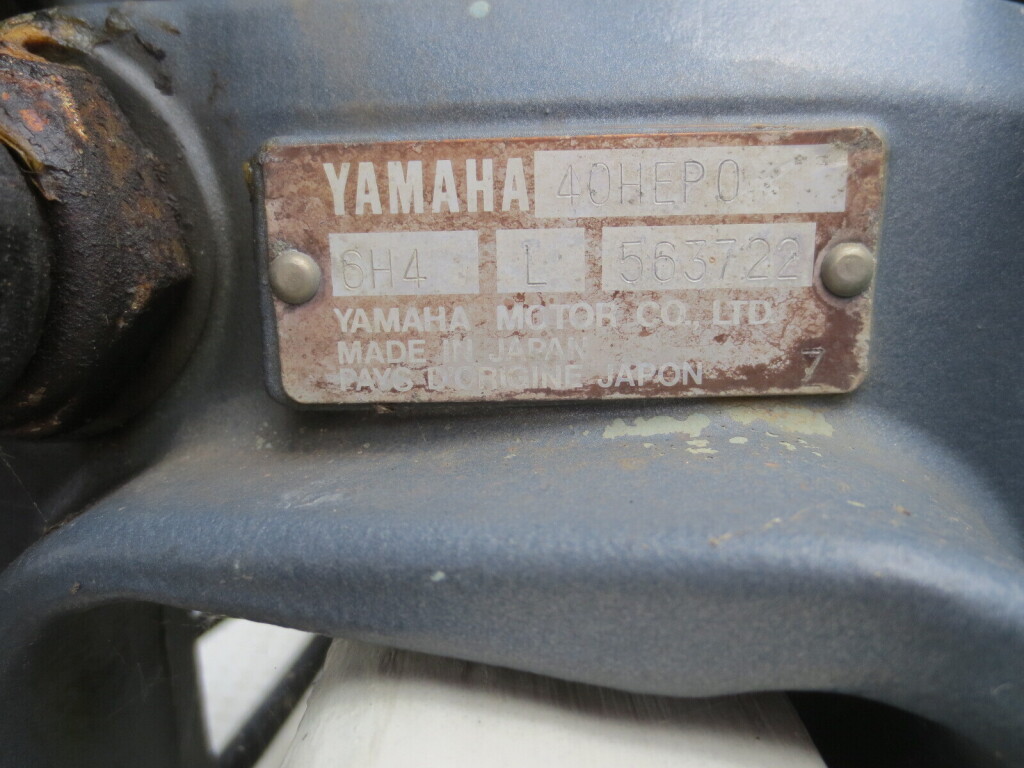 YAMAHA 40HEPO
6H4 L 563722
YAMAHA MOTOR CO., LTD.
MADE IN JAPAN
PAYS D'ORIGINE JAPON 7